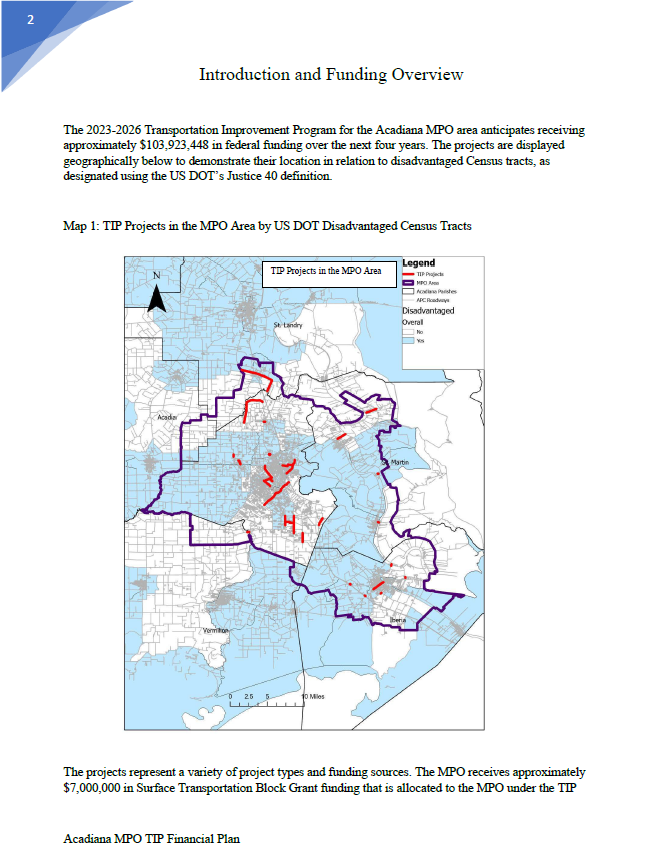 2
Introduction and Funding Overview
The 2023-2026 Transportation Improvement Program for the Acadiana MPO area anticipates receiving
approximately $103,923,448 in federal funding over the next four years. The projects are displayed
geographically below to demonstrate their location in relation to disadvantaged Census tracts, as
designated using the US DOT's Justice 40 definition.
Map 1: TIP Projects in the MPO Area by US DOT Disadvantaged Census Tracts
TIP Projects in the MPO Area
Legend
TIP Projects
MPO Area
Acadiana Parishes
APC Roadways
Disadvantaged
Overall
No
Yes
N
St. Landry
Acadia
Martin
Iberia
Vermilion
0 2.5 5 10 Miles
The projects represent a variety of project types and funding sources. The MPO receives approximately
$7,000,000 in Surface Transportation Block Grant funding that is allocated to the MPO under the TIP
Acadiana MPO TIP Financial Plan